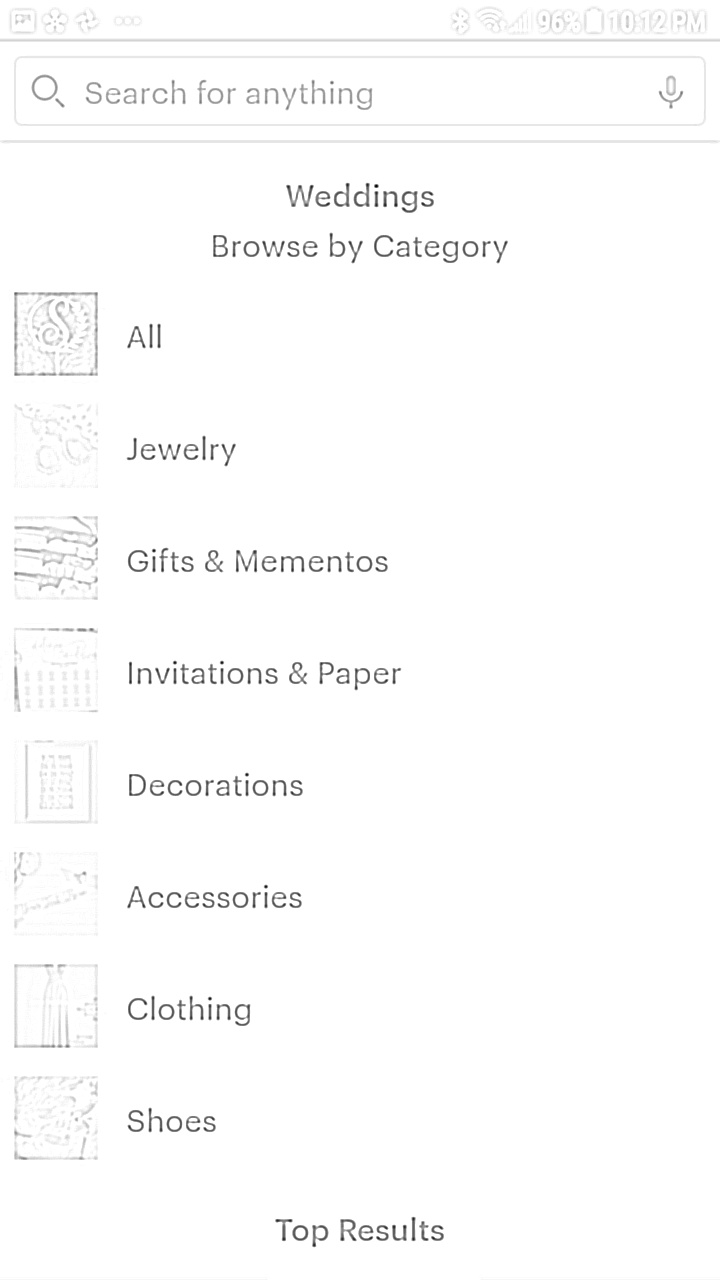 96% 10:12 PM
Search for anything
Weddings
Browse by Category
All
Jewelry
Gifts & Mementos
Invitations & Paper
Decorations
Accessories
Clothing
Shoes
Top Results